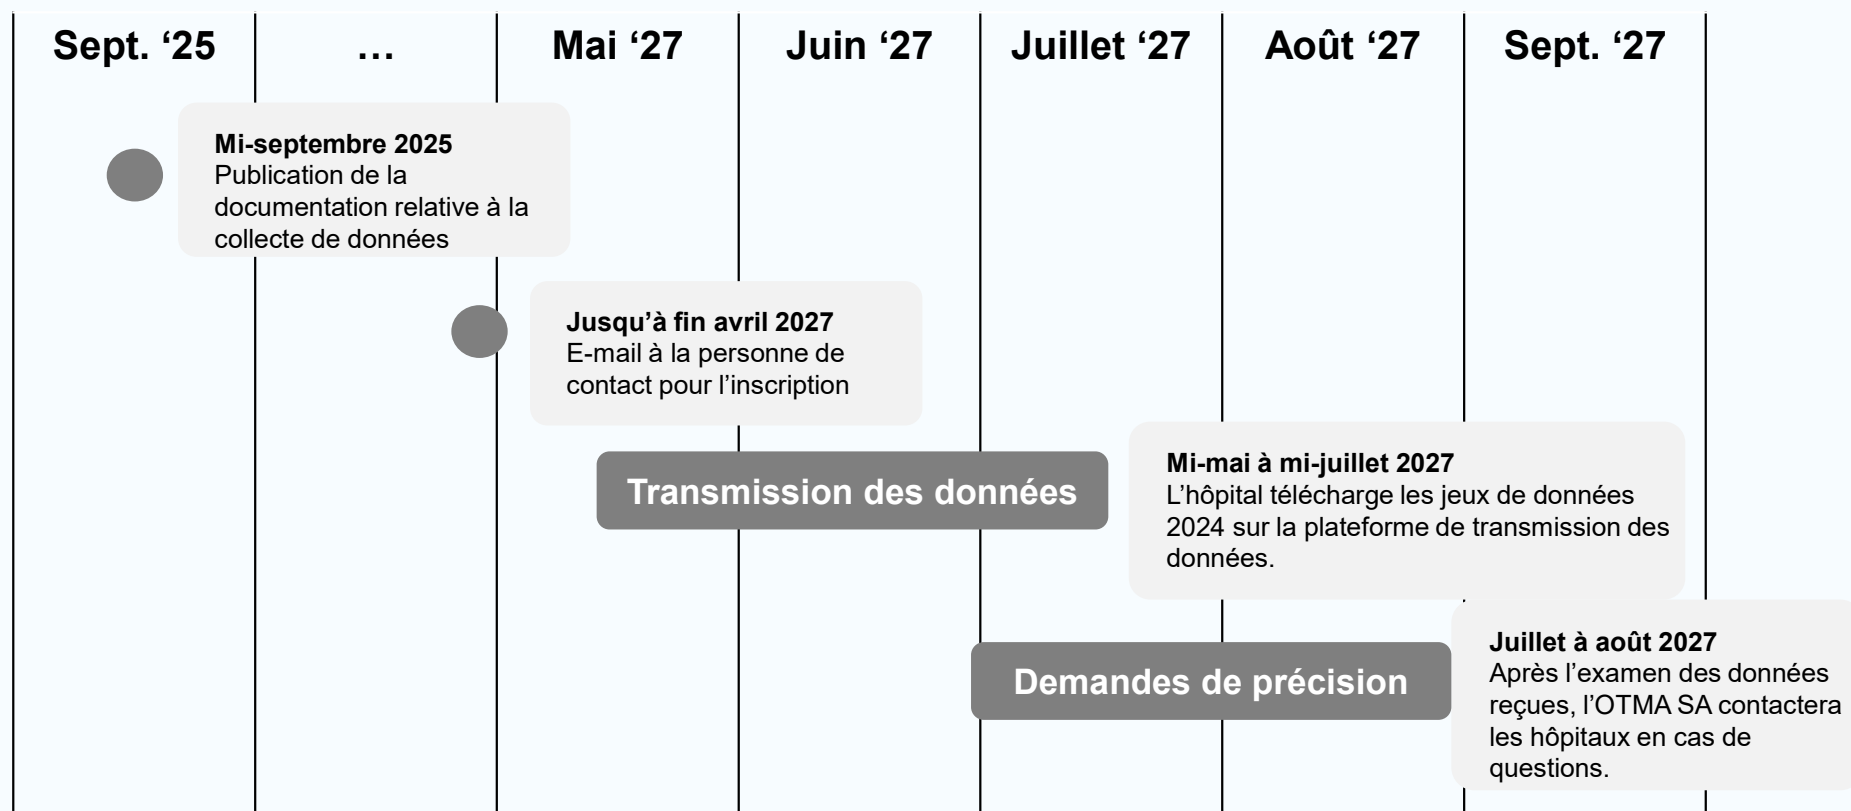 Sept. ‘25
…
Mai ‘27
Juin ‘27
Juillet ‘27
Août ‘27
Sept. ‘27
Mi-septembre 2025
Publication de la
documentation relative à la
collecte de données
Jusqu’à fin avril 2027
E-mail à la personne de
contact pour l’inscription
Transmission des données
Mi-mai à mi-juillet 2027
L’hôpital télécharge les jeux de données
2024 sur la plateforme de transmission des
données.
Demandes de précision
Juillet à août 2027
Après l’examen des données
reçues, l’OTMA SA contactera
les hôpitaux en cas de
questions.